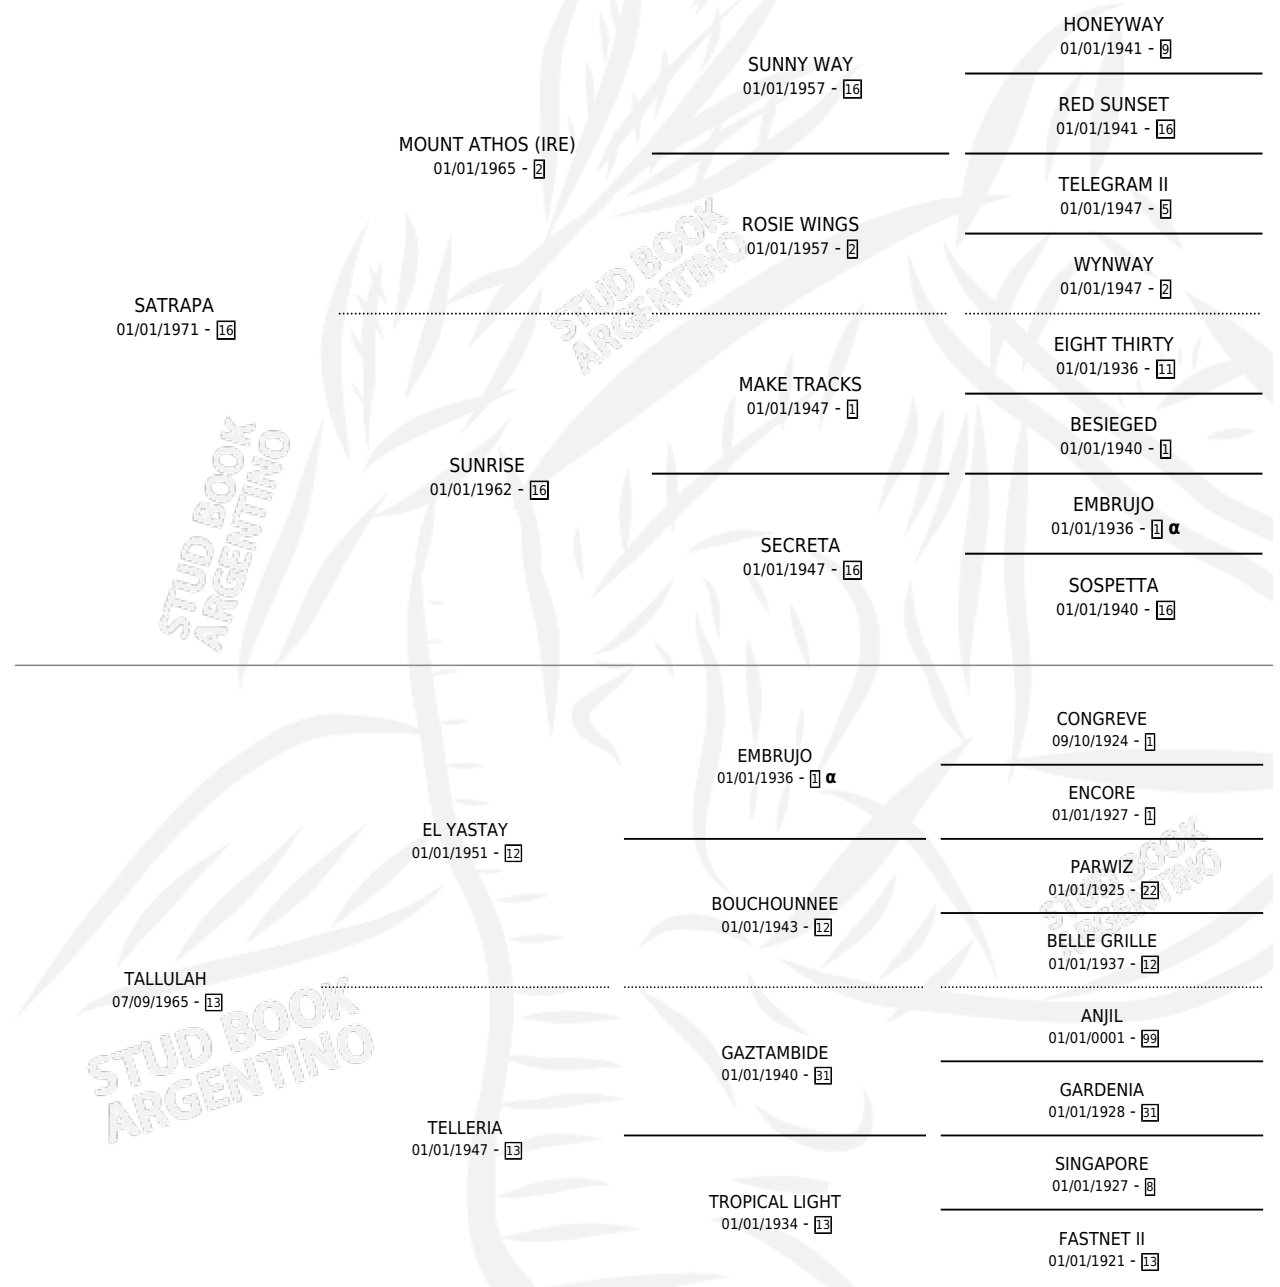 HONEYWAY
01/01/1941 - 9
SUNNY WAY
01/01/1957 - 16
RED SUNSET
01/01/1941 - 16
MOUNT ATHOS (IRE)
01/01/1965 - 2
TELEGRAM II
01/01/1947 - 5
ROSIE WINGS
01/01/1957 - 2
WYNWAY
01/01/1947 - 2
STUD BOOK
ARGENTINO
SATRAPA
01/01/1971 - 16
EIGHT THIRTY
01/01/1936 - 11
MAKE TRACKS
01/01/1947 - 1
BESIEGED
01/01/1940 - 1
SUNRISE
01/01/1962 - 16
EMBRUJO
01/01/1936 - 1 α
SECRETA
01/01/1947 - 16
SOSPETTA
01/01/1940 - 16
STUD BOOK
ARGENTINO
CONGREVE
09/10/1924 - 1
EMBRUJO
01/01/1936 - 1 α
ENCORE
01/01/1927 - 1
EL YASTAY
01/01/1951 - 12
PARWIZ
01/01/1925 - 22
BOUCHOUNNEE
01/01/1943 - 12
BELLE GRILLE
01/01/1937 - 12
STUD BOOK
ARGENTINO
TALLULAH
07/09/1965 - 13
ANJIL
01/01/0001 - 99
GAZTAMBIDE
01/01/1940 - 31
GARDENIA
01/01/1928 - 31
STUD BOOK
ARGENTINO
TELLERIA
01/01/1947 - 13
SINGAPORE
01/01/1927 - 8
TROPICAL LIGHT
01/01/1934 - 13
FASTNET II
01/01/1921 - 13